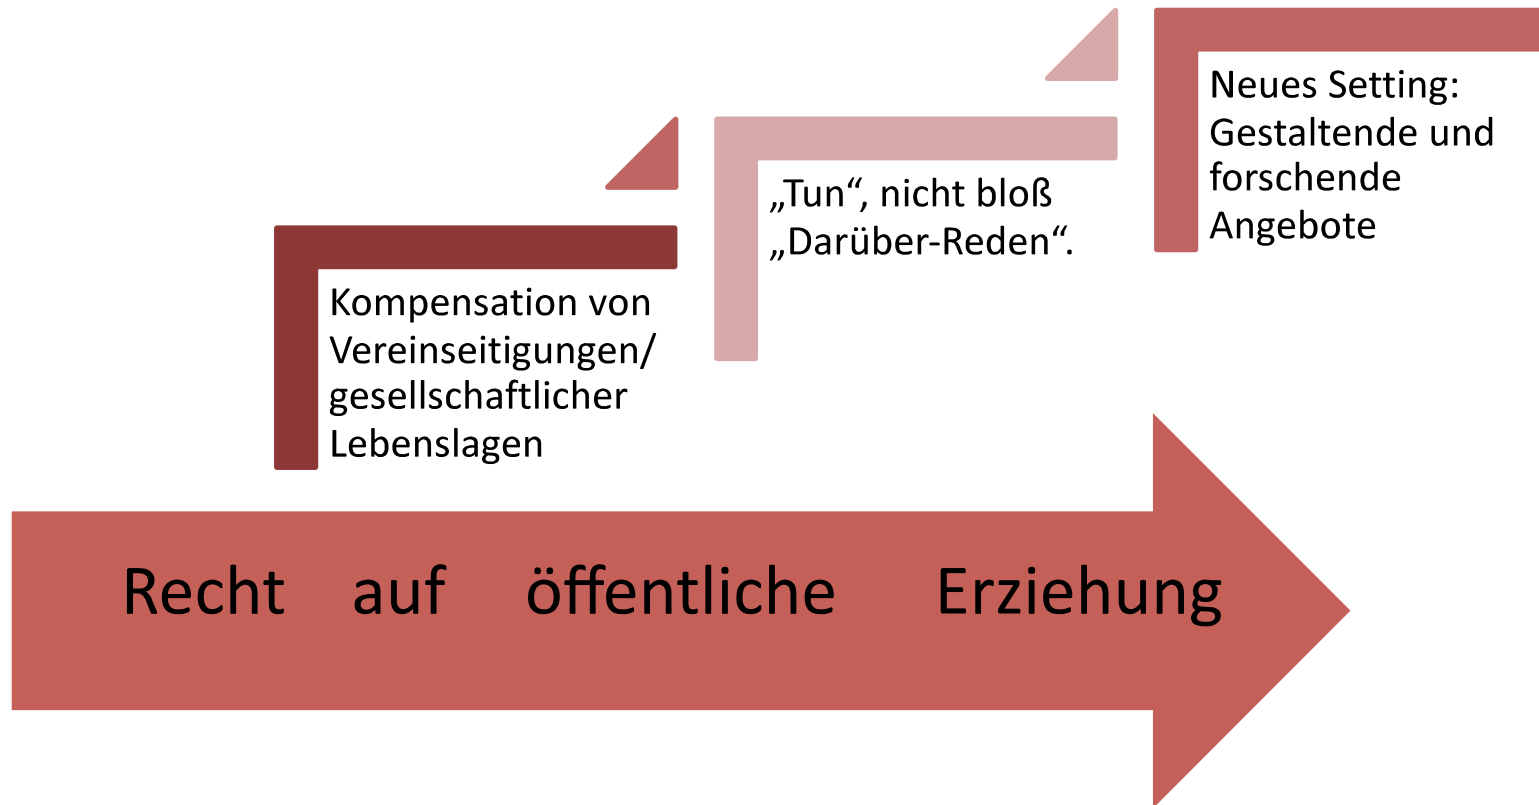 Neues Setting:
Gestaltende und
forschende
Angebote
„Tun“, nicht bloß
„Darüber-Reden“.
Kompensation von
Vereinseitigungen/
gesellschaftlicher
Lebenslagen
Recht auf öffentliche Erziehung